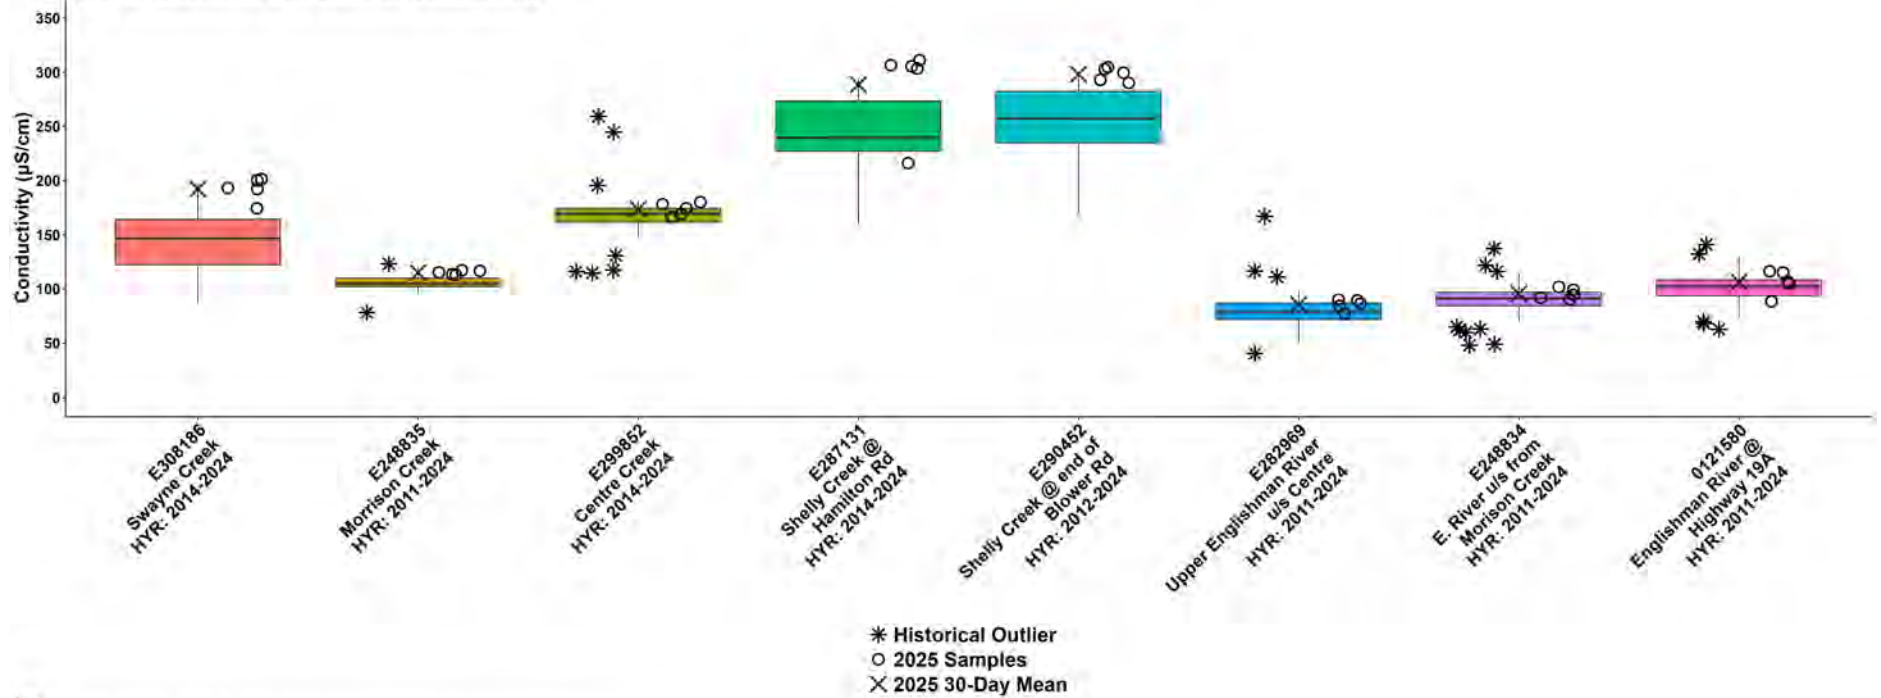 350
300
250
200
150
100
50
0
Conductivity (µS/cm)
E308186
Swayne Creek
HYR: 2014-2024
E248835
Morrison Creek
HYR: 2011-2024
E299852
Centre Creek
HYR: 2014-2024
E287131
Shelly Creek @
Hamilton Rd
HYR: 2014-2024
E290452
Shelly Creek @ end of
Blower Rd
HYR: 2012-2024
E282969
Upper Englishman River
u/s Centre
HYR: 2011-2024
E248834
E. River u/s from
Morison Creek
HYR: 2011-2024
0121580
Englishman River @
Highway 19A
HYR: 2011-2024
Historical Outlier
2025 Samples
2025 30-Day Mean